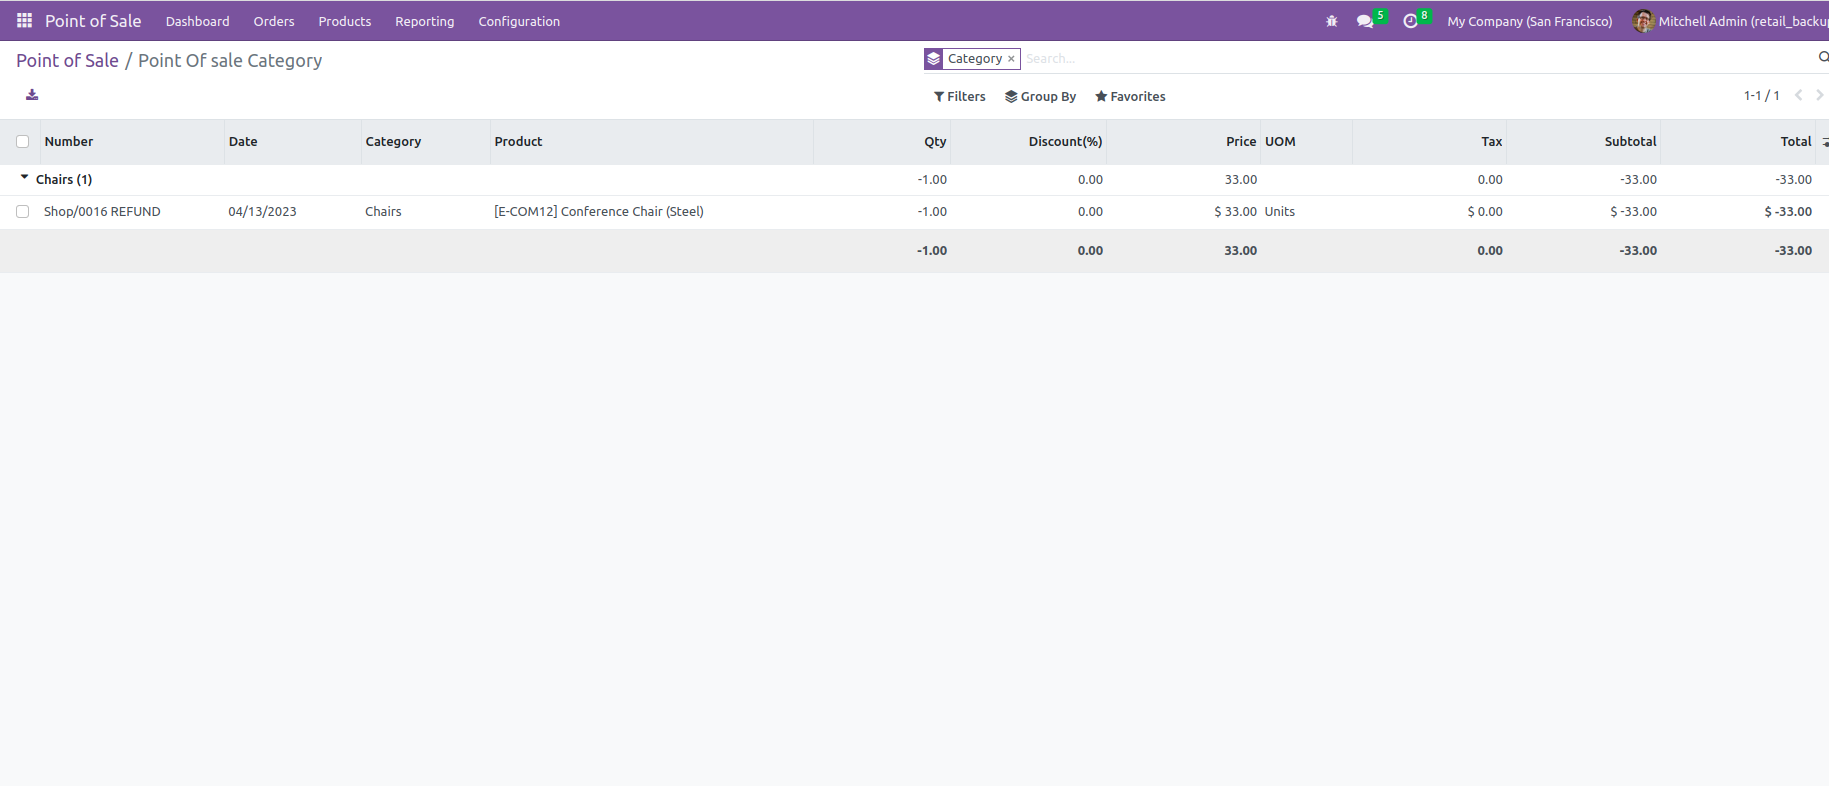 Point of Sale Dashboard Orders Products Reporting Configuration 5 8 My Company (San Francisco) Mitchell Admin (retail_backup
Point of Sale / Point Of sale Category Category × Search...
Filters Group By Favorites 1-1 / 1
Number Date Category Product Qty Discount(%) Price UOM Tax Subtotal Total
Chairs (1) -1.00 0.00 33.00 0.00 -33.00 -33.00
Shop/0016 REFUND 04/13/2023 Chairs [E-COM12] Conference Chair (Steel) -1.00 0.00 $ 33.00 Units $ 0.00 $ -33.00 $ -33.00
-1.00 0.00 33.00 0.00 -33.00 -33.00